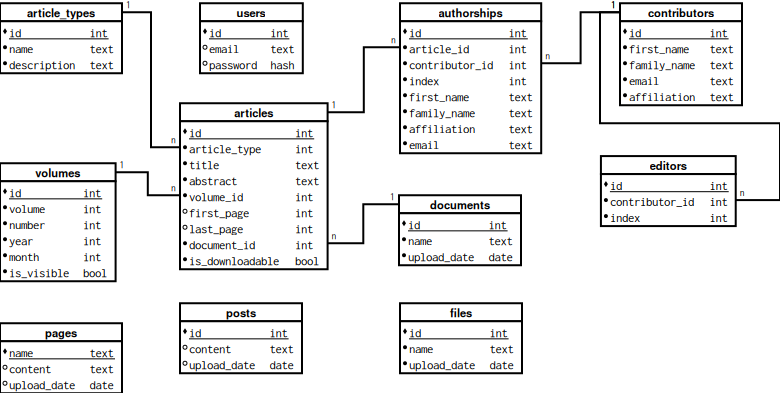 article_types
id int
name text
description text
1
users
id int
email text
password hash
authorships
id int
article_id int
contributor_id int
index int
first_name text
family_name text
affiliation text
email text
n
n
contributors
id int
first_name text
family_name text
email text
affiliation text
1
articles
id int
article_type int
title text
abstract text
volume_id int
first_page int
last_page int
document_id int
is_downloadable bool
1
n
n
n
volumes
id int
volume int
number int
year int
month int
is_visible bool
1
documents
id int
name text
upload_date date
1
editors
id int
contributor_id int
index int
n
pages
name text
content text
upload_date date
posts
id int
content text
upload_date date
files
id int
name text
upload_date date